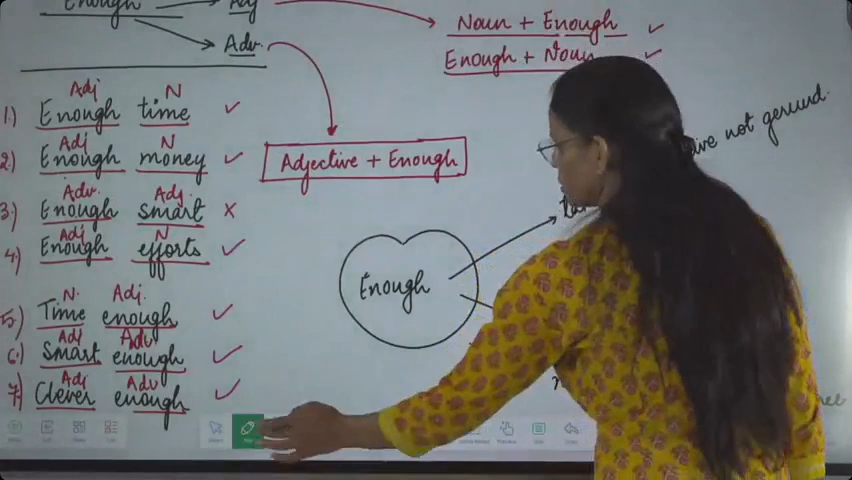 Enough
Adj
Adv.
Noun + Enough ✓
Enough + Noun ✓
Adj N
1.) Enough time ✓
Adj N
2) Enough money ✓
Adv. Adj.
3) Enough smart x
Adj N
4) Enough efforts ✓
N. Adj.
5) Time enough ✓
Adj Adv
6) Smart enough ✓
Adj Adv
7) Clever enough ✓
Adjective + Enough
not gerund.
Enough